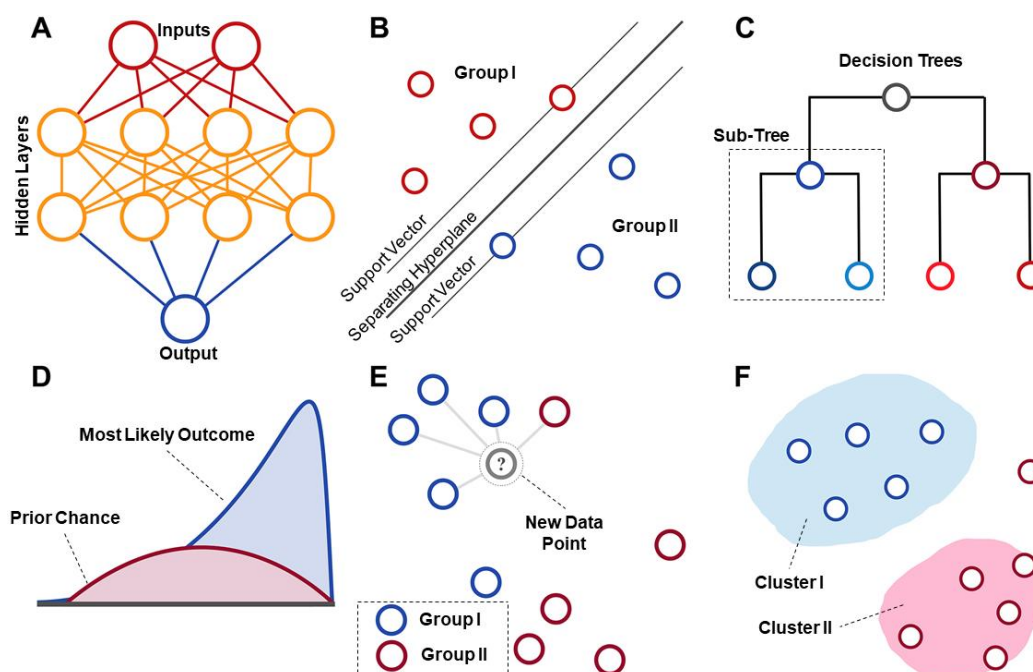 A
Inputs
Hidden Layers
Output
B
Group I
Support Vector
Separating Hyperplane
Support Vector
Group II
C
Decision Trees
Sub-Tree
D
Most Likely Outcome
Prior Chance
E
?
New Data
Point
Group I
Group II
F
Cluster I
Cluster II